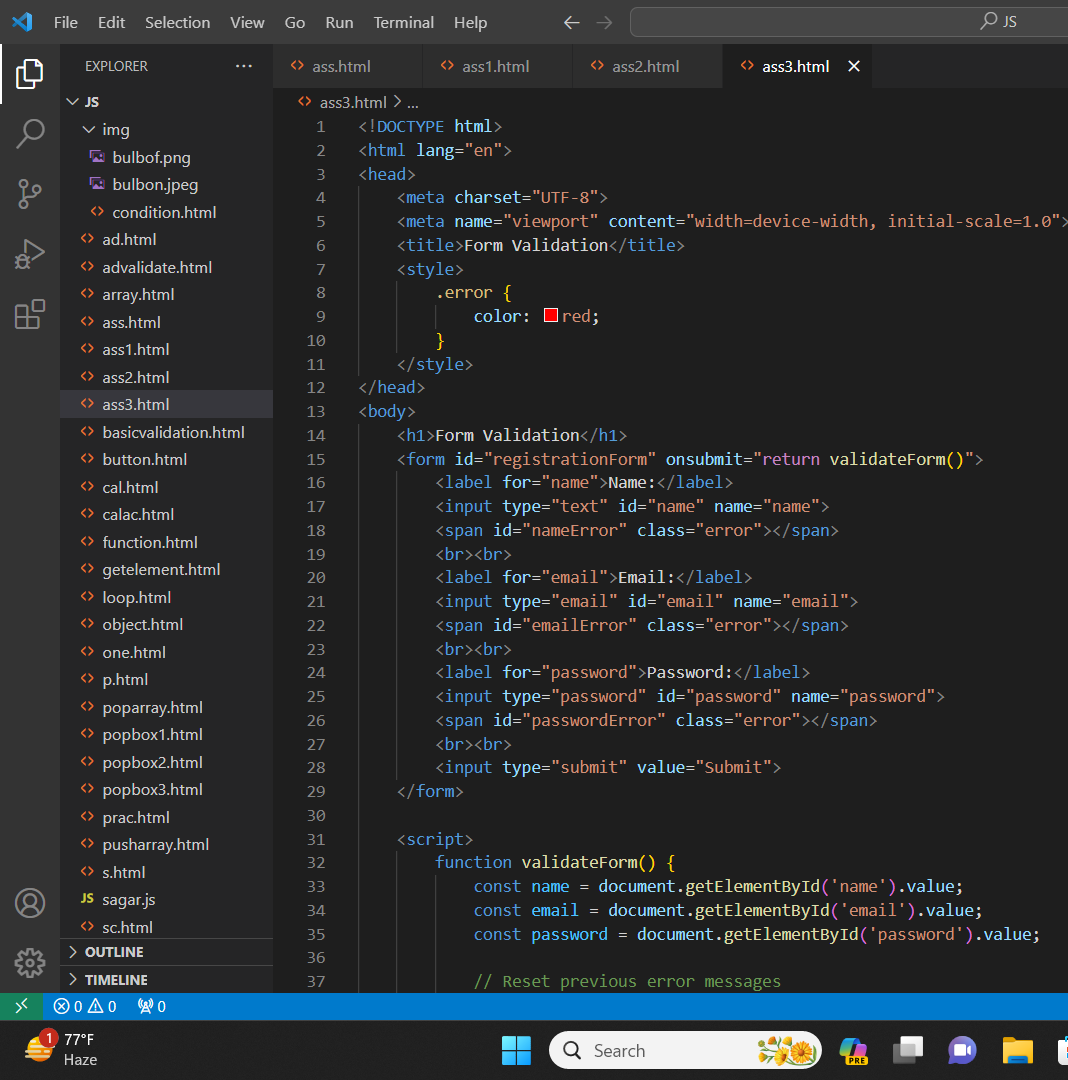 File Edit Selection View Go Run Terminal Help
JS
EXPLORER
ass.html
ass1.html
ass2.html
ass3.html
JS
img
bulbof.png
bulbon.jpeg
condition.html
ad.html
advalidate.html
array.html
ass.html
ass1.html
ass2.html
ass3.html
basicvalidation.html
button.html
cal.html
calac.html
function.html
getelement.html
loop.html
object.html
one.html
p.html
poparray.html
popbox1.html
popbox2.html
popbox3.html
prac.html
pusharray.html
s.html
JS sagar.js
sc.html
OUTLINE
TIMELINE
ass3.html > ...
1 <!DOCTYPE html>
2 <html lang="en">
3 <head>
4     <meta charset="UTF-8">
5     <meta name="viewport" content="width=device-width, initial-scale=1.0">
6     <title>Form Validation</title>
7     <style>
8         .error {
9             color: red;
10         }
11     </style>
12 </head>
13 <body>
14     <h1>Form Validation</h1>
15     <form id="registrationForm" onsubmit="return validateForm()">
16         <label for="name">Name:</label>
17         <input type="text" id="name" name="name">
18         <span id="nameError" class="error"></span>
19         <br><br>
20         <label for="email">Email:</label>
21         <input type="email" id="email" name="email">
22         <span id="emailError" class="error"></span>
23         <br><br>
24         <label for="password">Password:</label>
25         <input type="password" id="password" name="password">
26         <span id="passwordError" class="error"></span>
27         <br><br>
28         <input type="submit" value="Submit">
29     </form>
30
31     <script>
32         function validateForm() {
33             const name = document.getElementById('name').value;
34             const email = document.getElementById('email').value;
35             const password = document.getElementById('password').value;
36
37             // Reset previous error messages
0 0 0
1
77°F
Haze
Search
PRE